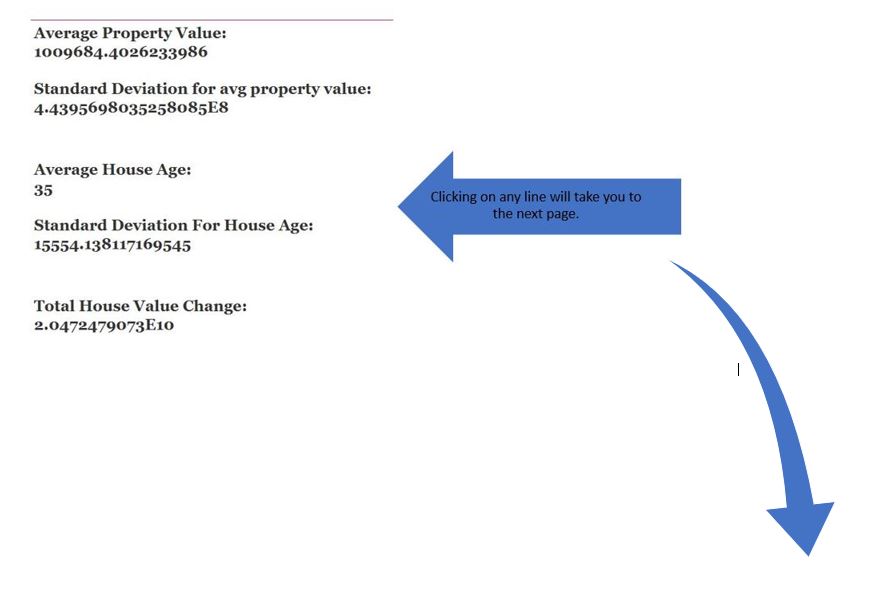 Average Property Value:
1009684.4026233986
Standard Deviation for avg property value:
4.4395698035258085E8
Average House Age:
35
Standard Deviation For House Age:
15554.138117169545
Total House Value Change:
2.0472479073E10
Clicking on any line will take you to
the next page.